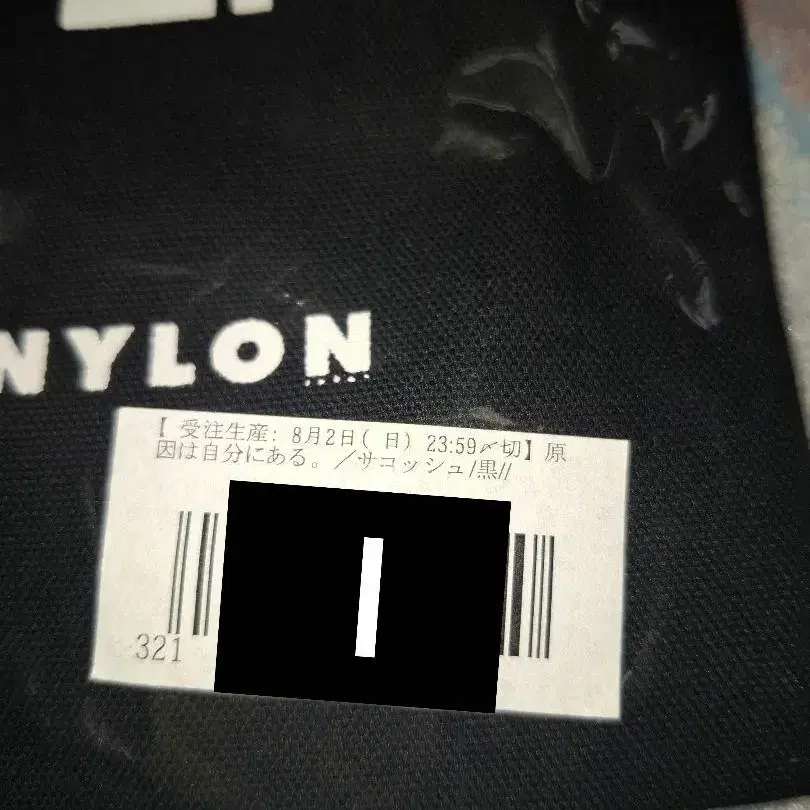 NYLON
【 受注生産: 8月2日( 日) 23:59〆切】原
因は自分にある。／サコッシュ/黒//
321